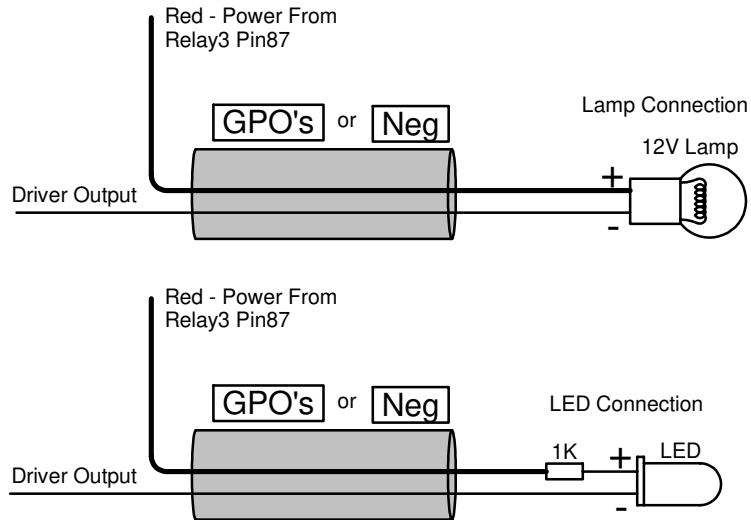 Red - Power From
Relay3 Pin87
GPO's or Neg
Lamp Connection
12V Lamp
Driver Output
+
-
Red - Power From
Relay3 Pin87
GPO's or Neg
LED Connection
1K
+
LED
Driver Output
-